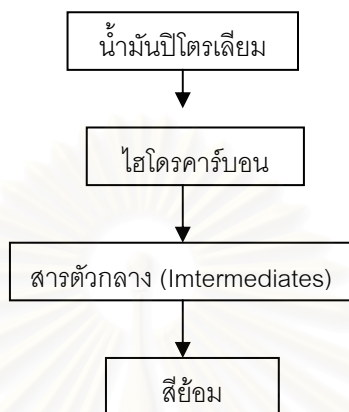 น้ำมันปิโตรเลียม
ไฮโดรคาร์บอน
สารตัวกลาง (Imtermediates)
สีย้อม